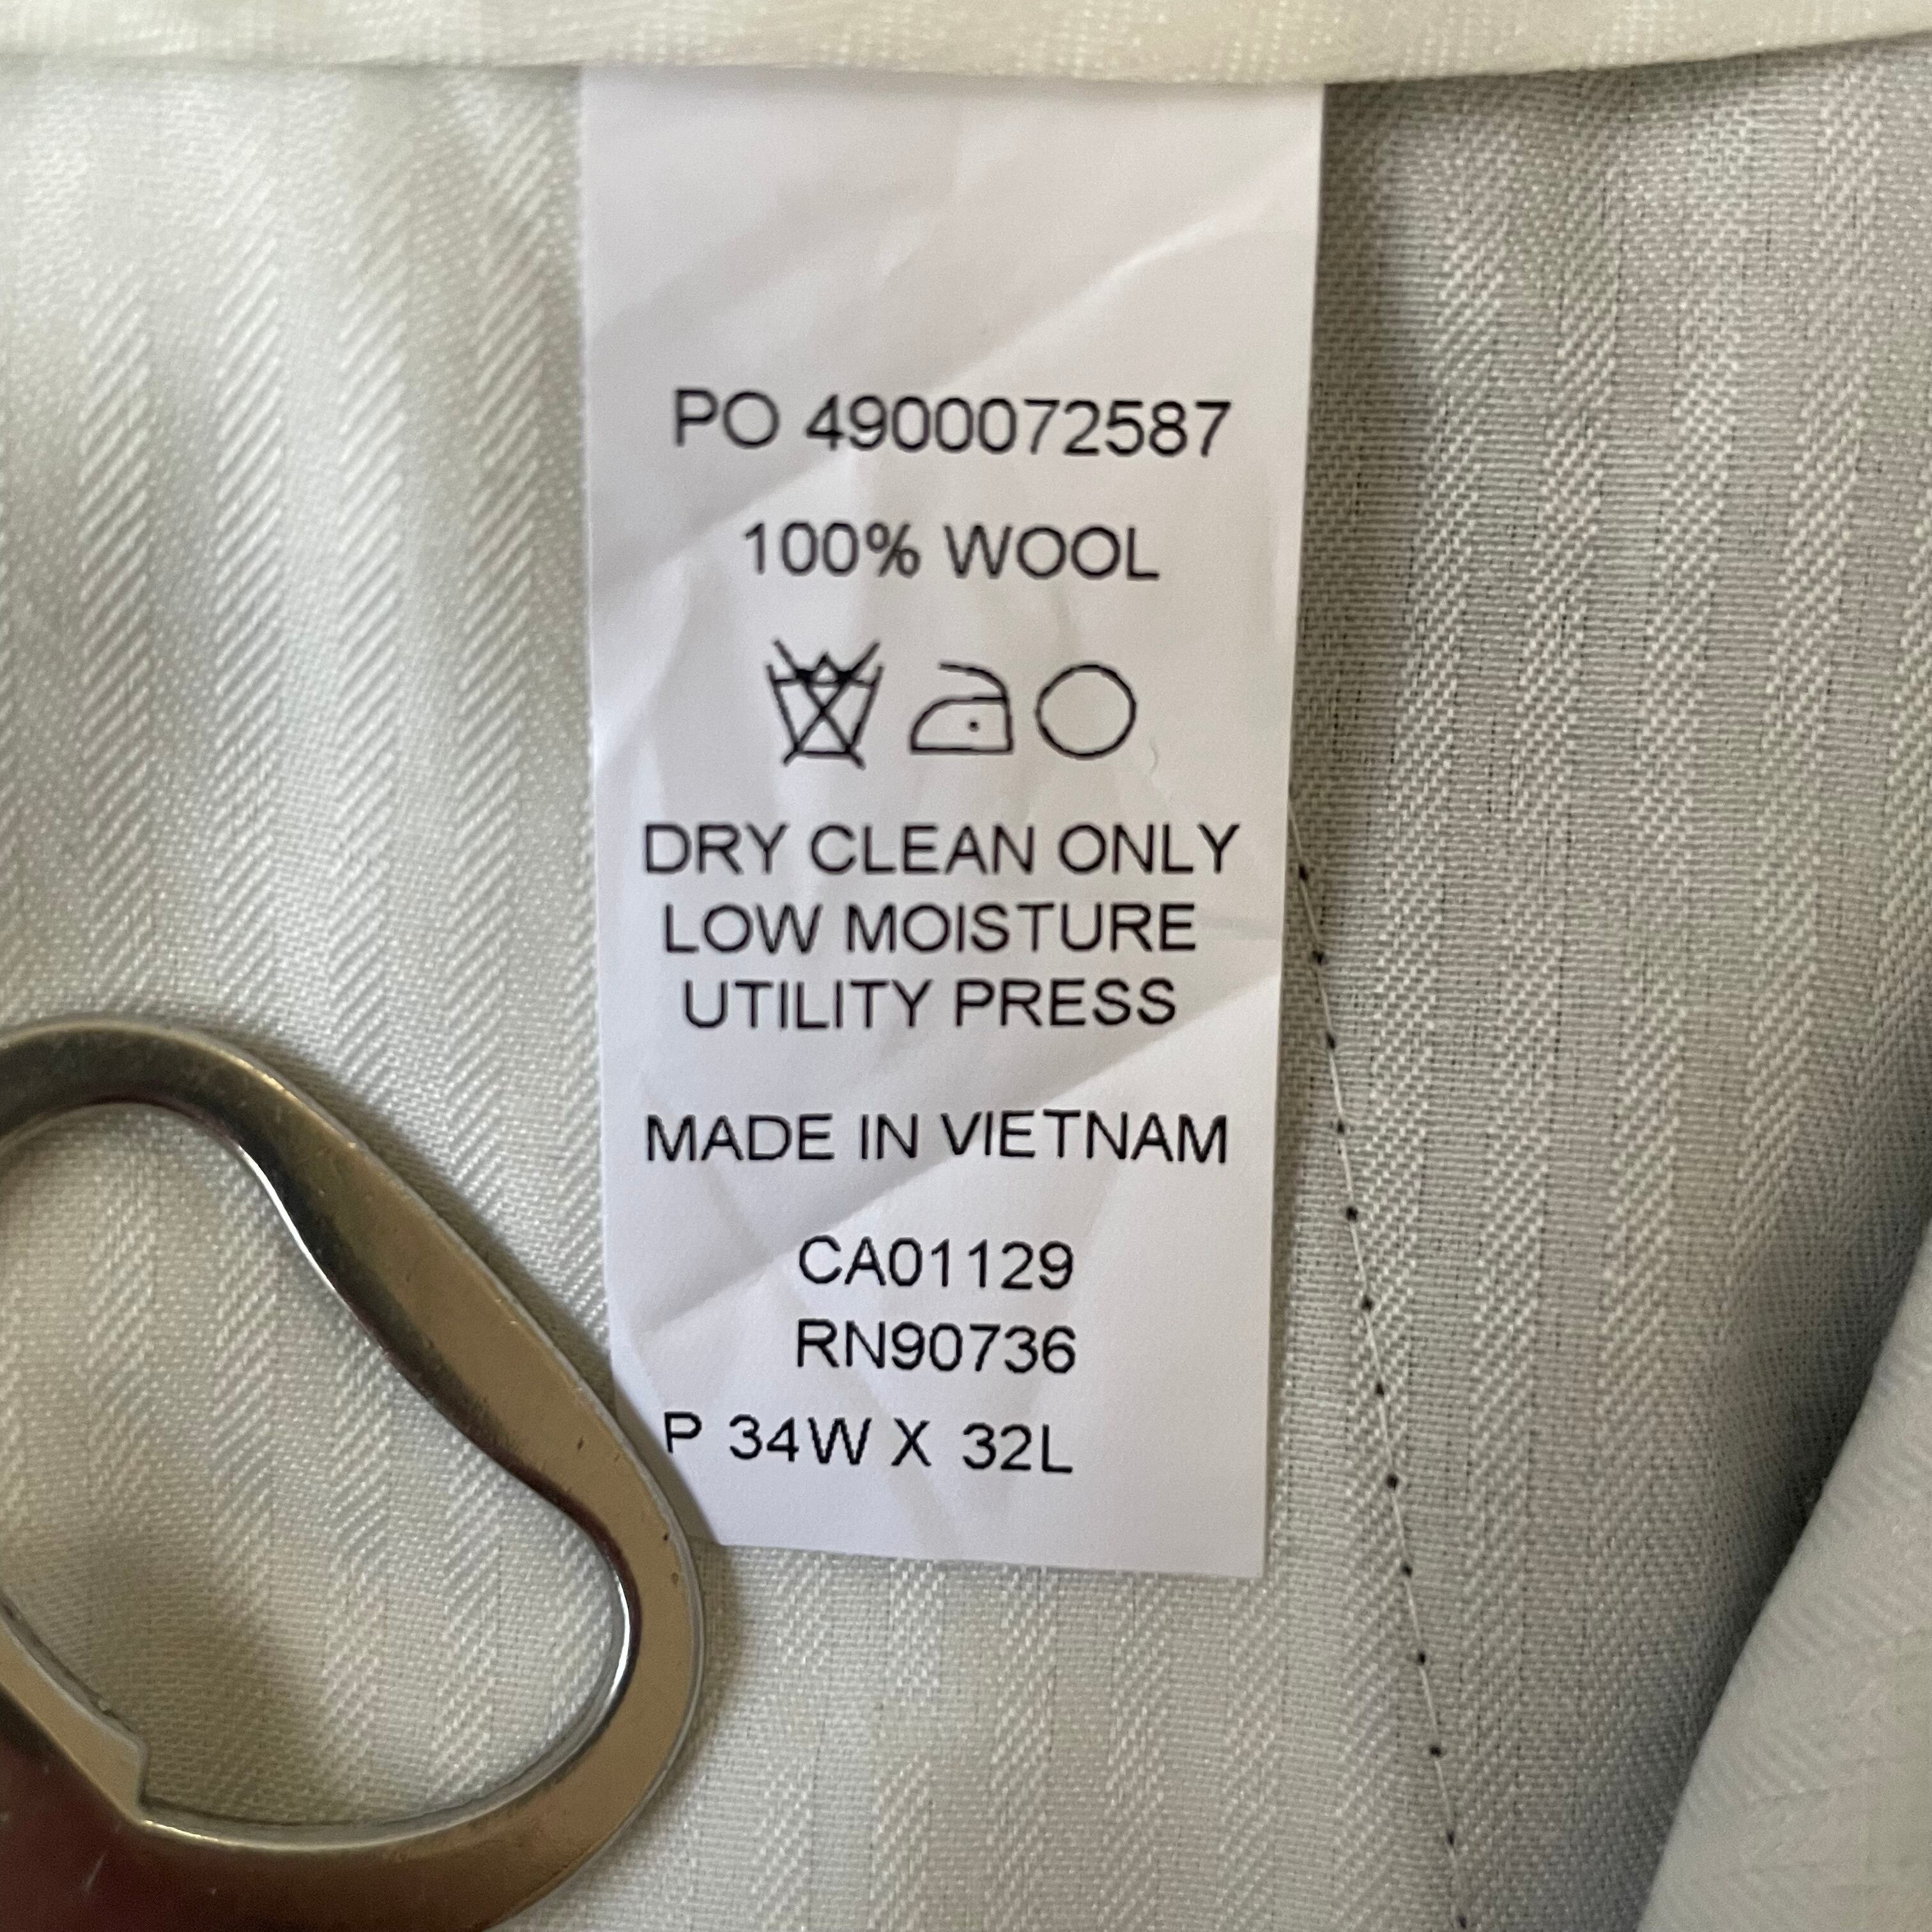 PO 4900072587
100% WOOL
DRY CLEAN ONLY
LOW MOISTURE
UTILITY PRESS
MADE IN VIETNAM
CA01129
RN90736
P 34W X 32L